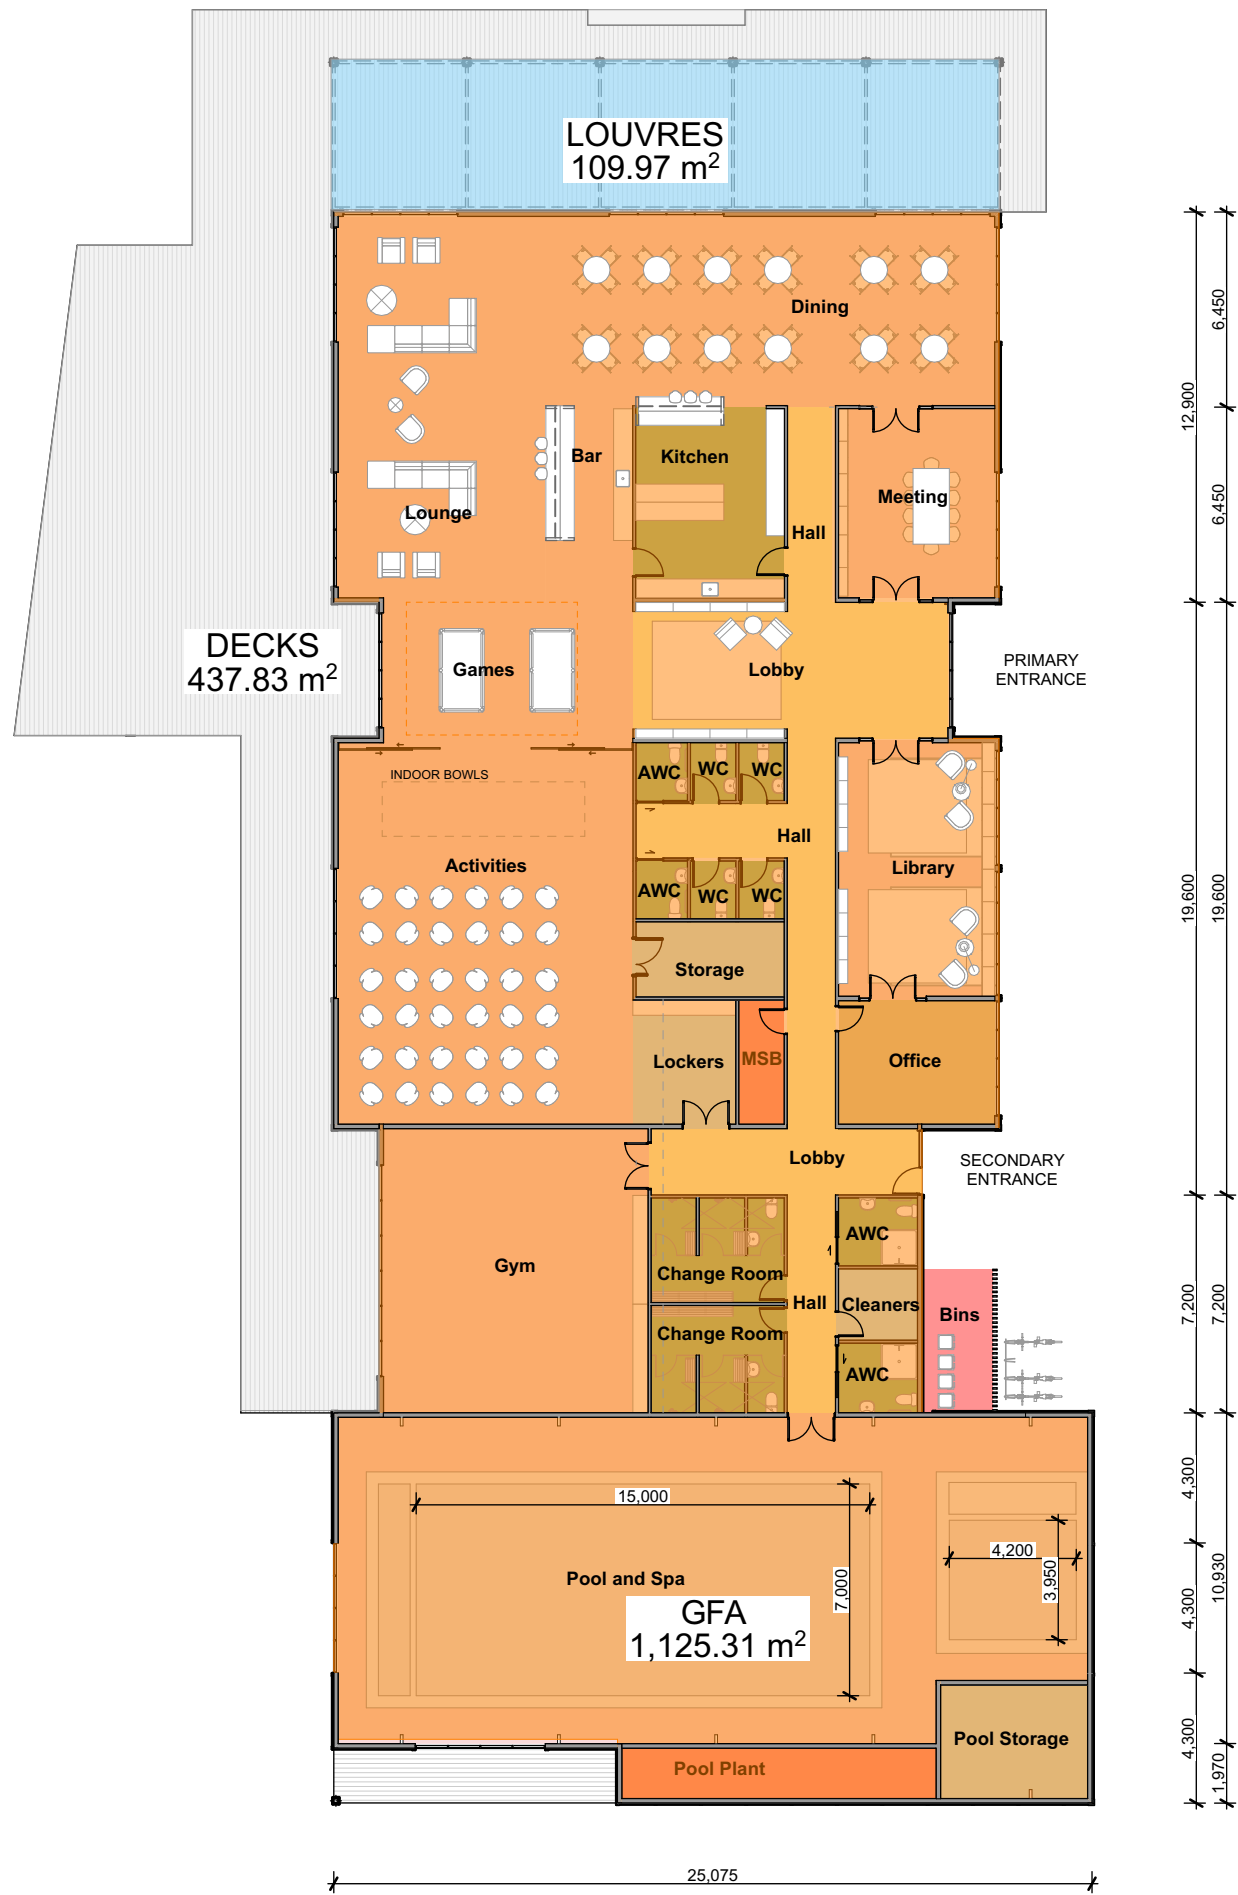 LOUVRES
109.97 m²
Dining
6,450
12,900
Bar
Kitchen
Meeting
Lounge
Hall
6,450
DECKS
437.83 m²
Games
Lobby
PRIMARY
ENTRANCE
INDOOR BOWLS
AWC
WC
WC
Hall
Activities
Library
AWC
WC
WC
19,600
19,600
Storage
Lockers
MSB
Office
Lobby
SECONDARY
ENTRANCE
AWC
Gym
Change Room
Hall
Cleaners
Bins
7,200
7,200
Change Room
AWC
4,300
15,000
4,200
3,950
Pool and Spa
7,000
10,930
4,300
GFA
1,125.31 m²
Pool Storage
4,300
Pool Plant
1,970
25,075